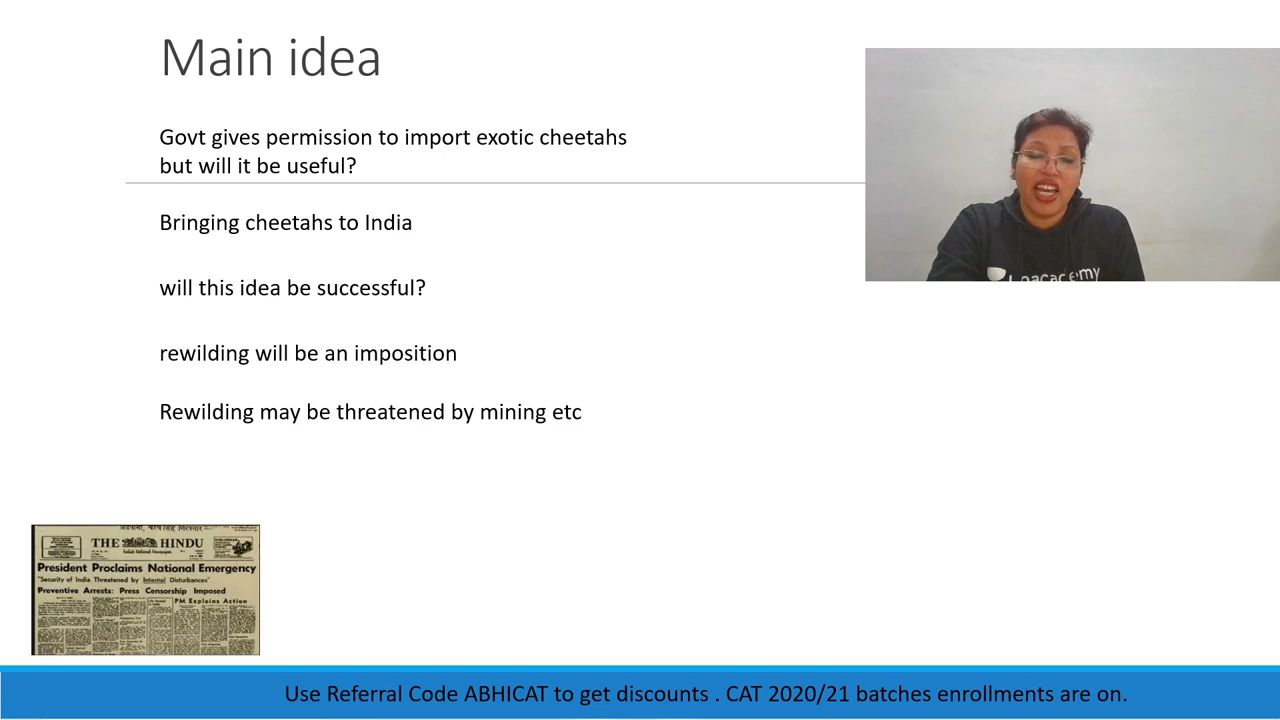 Main idea
Govt gives permission to import exotic cheetahs
but will it be useful?
Bringing cheetahs to India
will this idea be successful?
rewilding will be an imposition
Rewilding may be threatened by mining etc
THE HINDU
India's National Newspaper
President Proclaims National Emergency
"Security of India Threatened by Internal Disturbances"
Preventive Arrests: Press Censorship Imposed
PM Explains Action
Use Referral Code ABHICAT to get discounts . CAT 2020/21 batches enrollments are on.